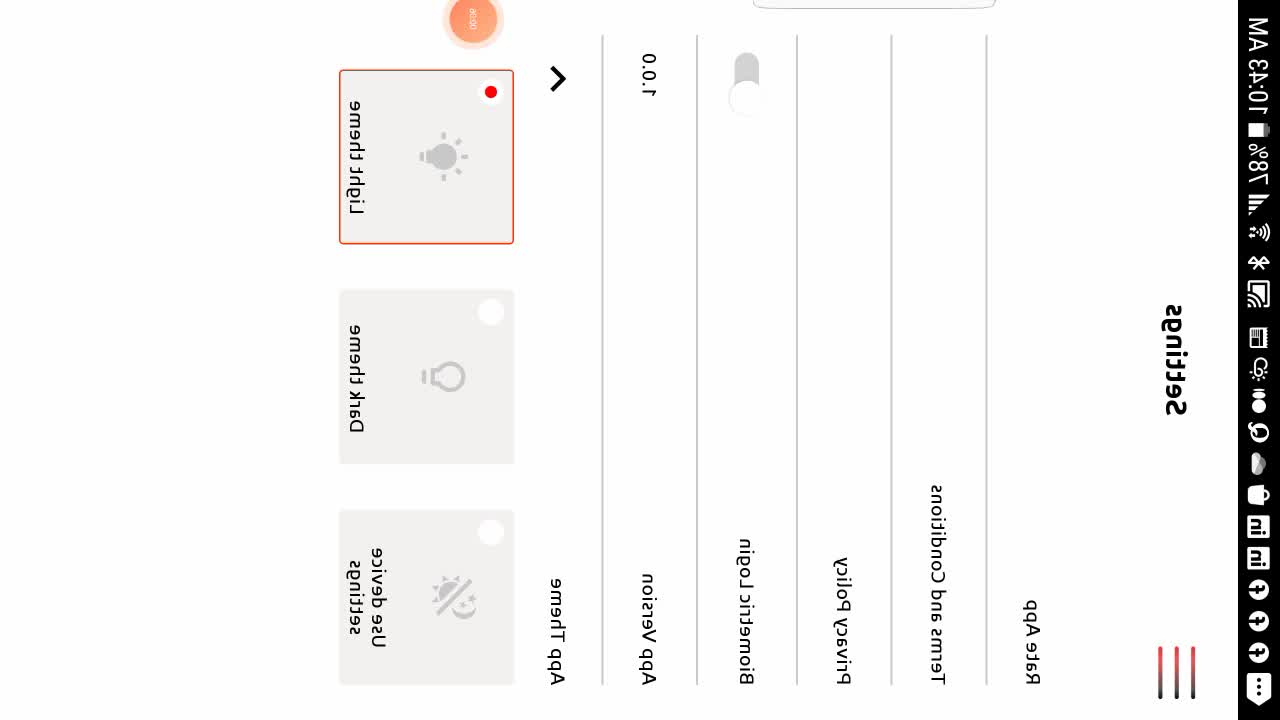 78% 10:43 AM
Settings
Rate App
Terms and Conditions
Privacy Policy
Biometric Login
App Version 1.0.0
App Theme
Use device
settings
Dark theme
Light theme